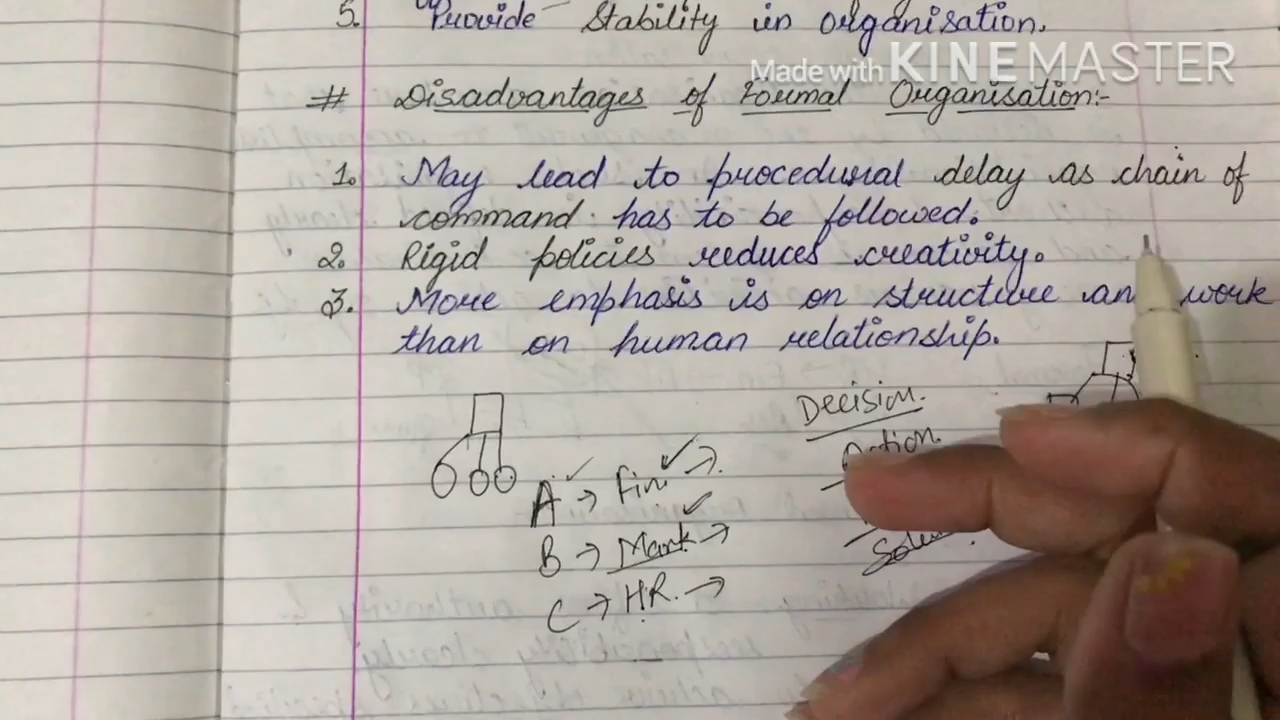 5. Provide Stability in organisation.
Made with KINEMASTER
# Disadvantages of Formal Organisation:-
1. May lead to procedural delay as chain of
command has to be followed.
2. Rigid policies reduces creativity.
3. More emphasis is on structure an work
than on human relationship.
Decision.
A → Fin. →
B → Mark →
C → H.R. →